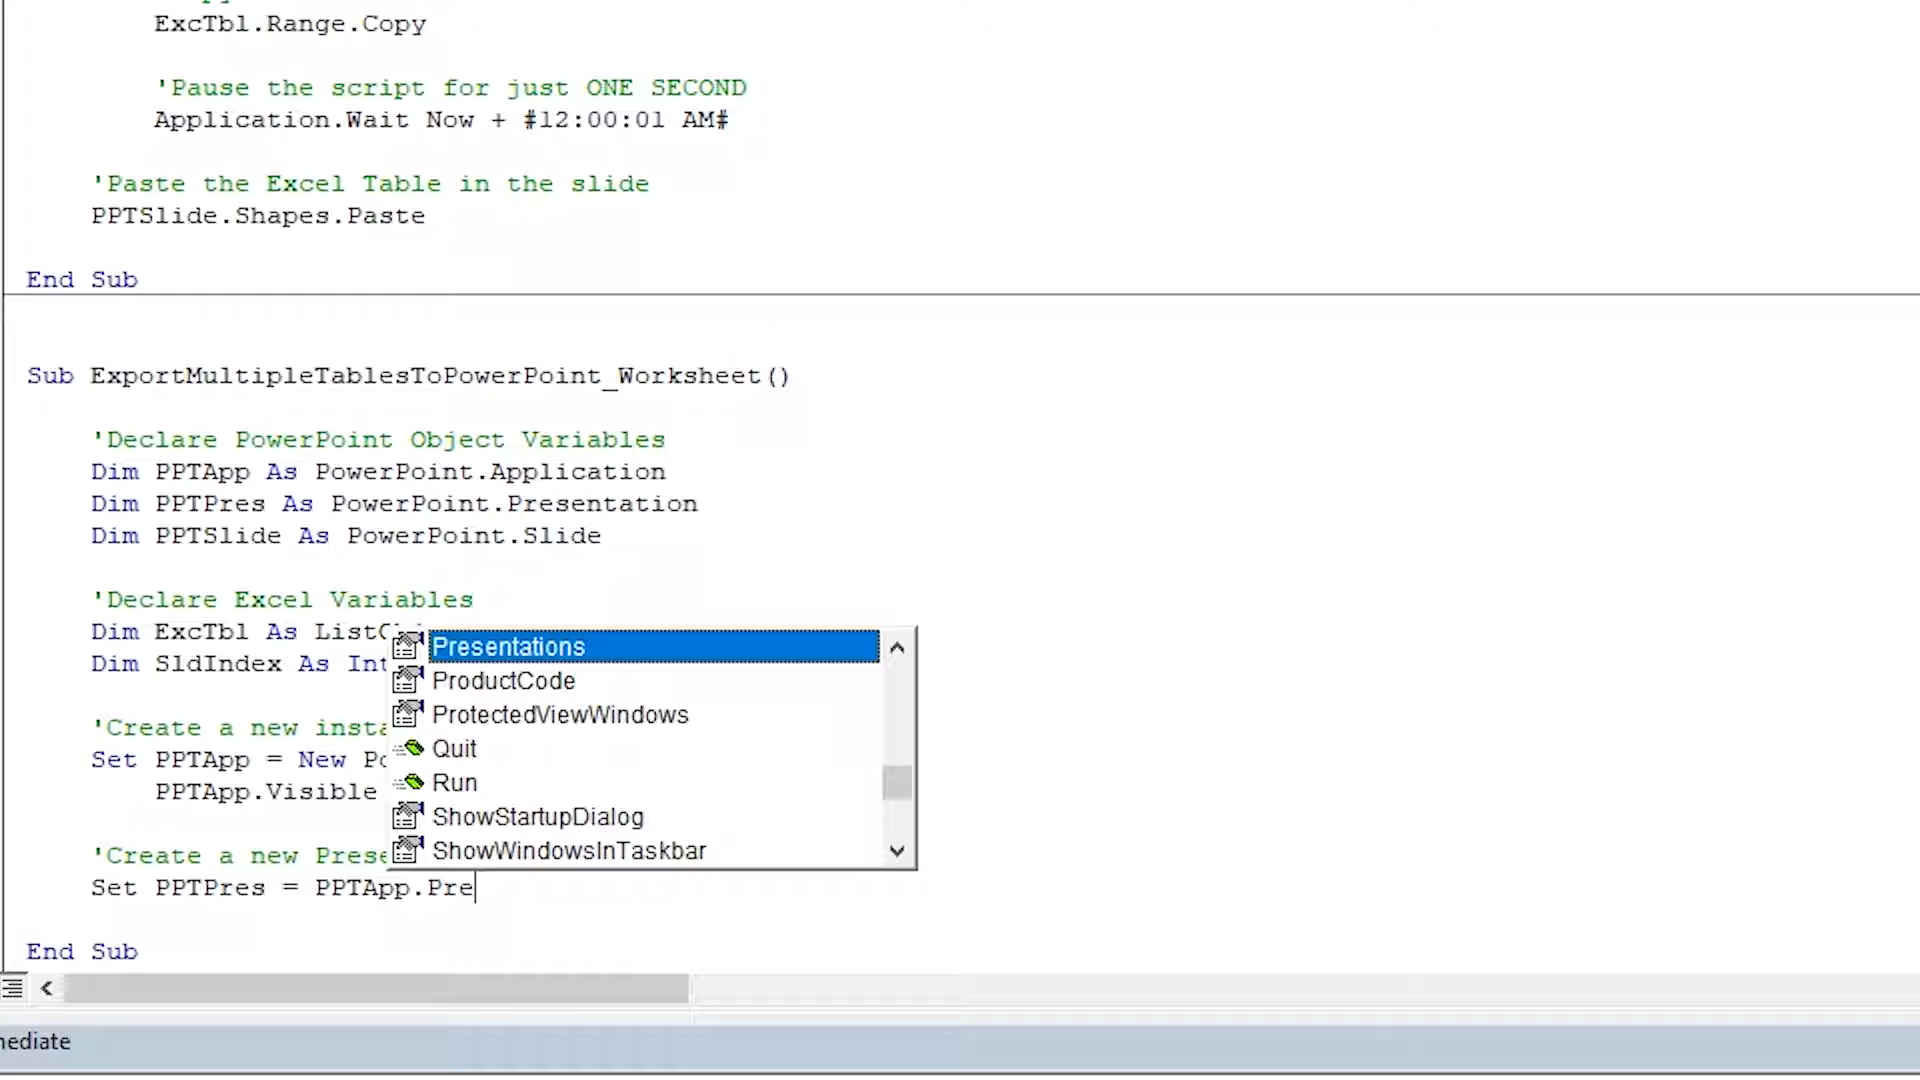 ExcTbl.Range.Copy
'Pause the script for just ONE SECOND
Application.Wait Now + #12:00:01 AM#
'Paste the Excel Table in the slide
PPTSlide.Shapes.Paste
End Sub
Sub ExportMultipleTablesToPowerPoint_Worksheet()
'Declare PowerPoint Object Variables
Dim PPTApp As PowerPoint.Application
Dim PPTPres As PowerPoint.Presentation
Dim PPTSlide As PowerPoint.Slide
'Declare Excel Variables
Dim ExcTbl As
Dim SldIndex As Int
'Create a new insta
Set PPTApp = New Po
PPTApp.Visible
'Create a new Prese
Set PPTPres = PPTApp.Pre
Presentations
ProductCode
ProtectedViewWindows
Quit
Run
ShowStartupDialog
ShowWindowsInTaskbar
End Sub
mediate